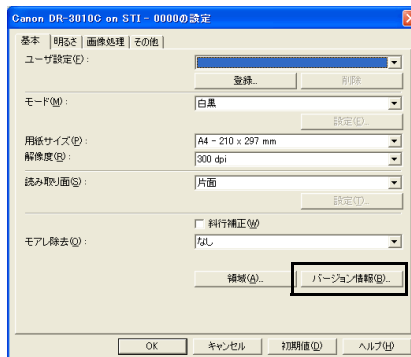 Canon DR-3010C on STI - 0000の設定
基本 明るさ 画像処理 その他
ユーザ設定(F):
登録... 削除
モード(M): 白黒
設定(E)...
用紙サイズ(P): A4 - 210 x 297 mm
解像度(R): 300 dpi
読み取り面(S): 片面
設定(T)...
斜行補正(W)
モアレ除去(Q): なし
領域(A)... バージョン情報(B)...
OK キャンセル 初期値(D) ヘルプ(H)